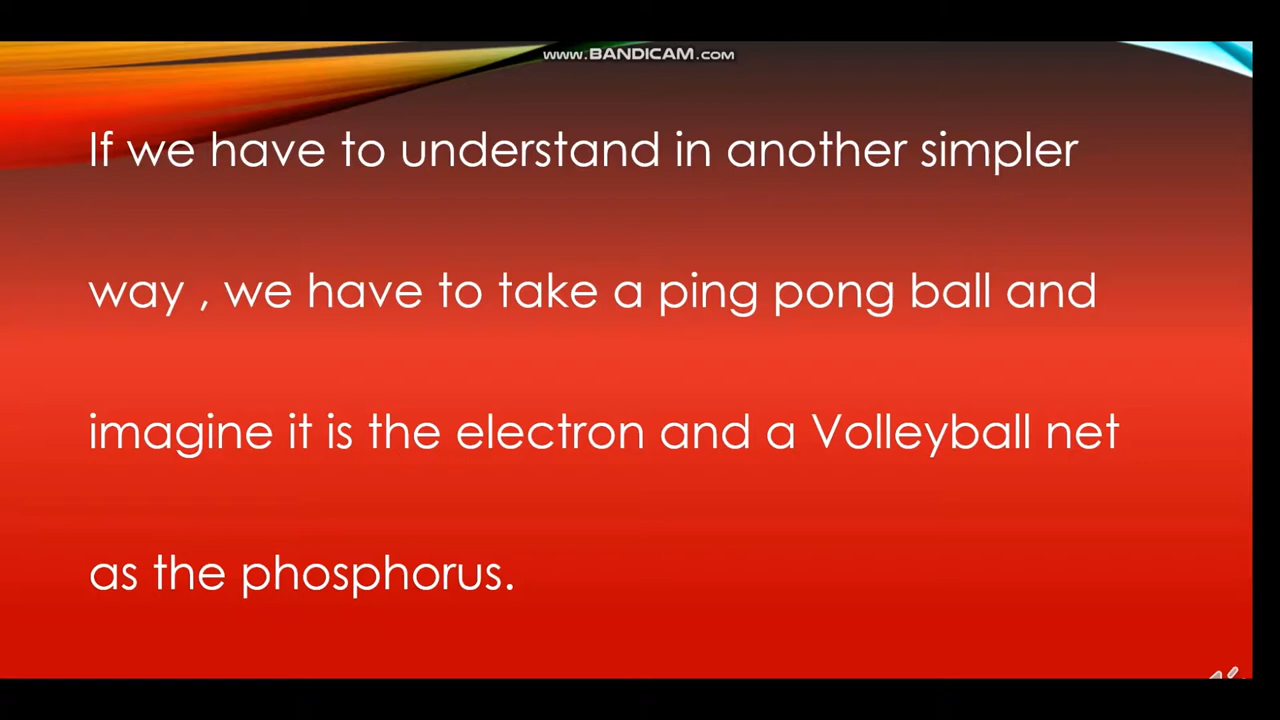 www.BANDICAM.com
If we have to understand in another simpler
way , we have to take a ping pong ball and
imagine it is the electron and a Volleyball net
as the phosphorus.